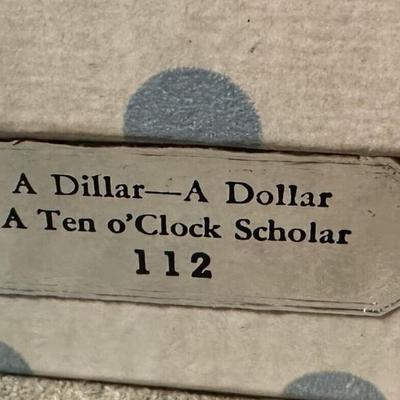 A Dillar—A Dollar
A Ten o'Clock Scholar
112